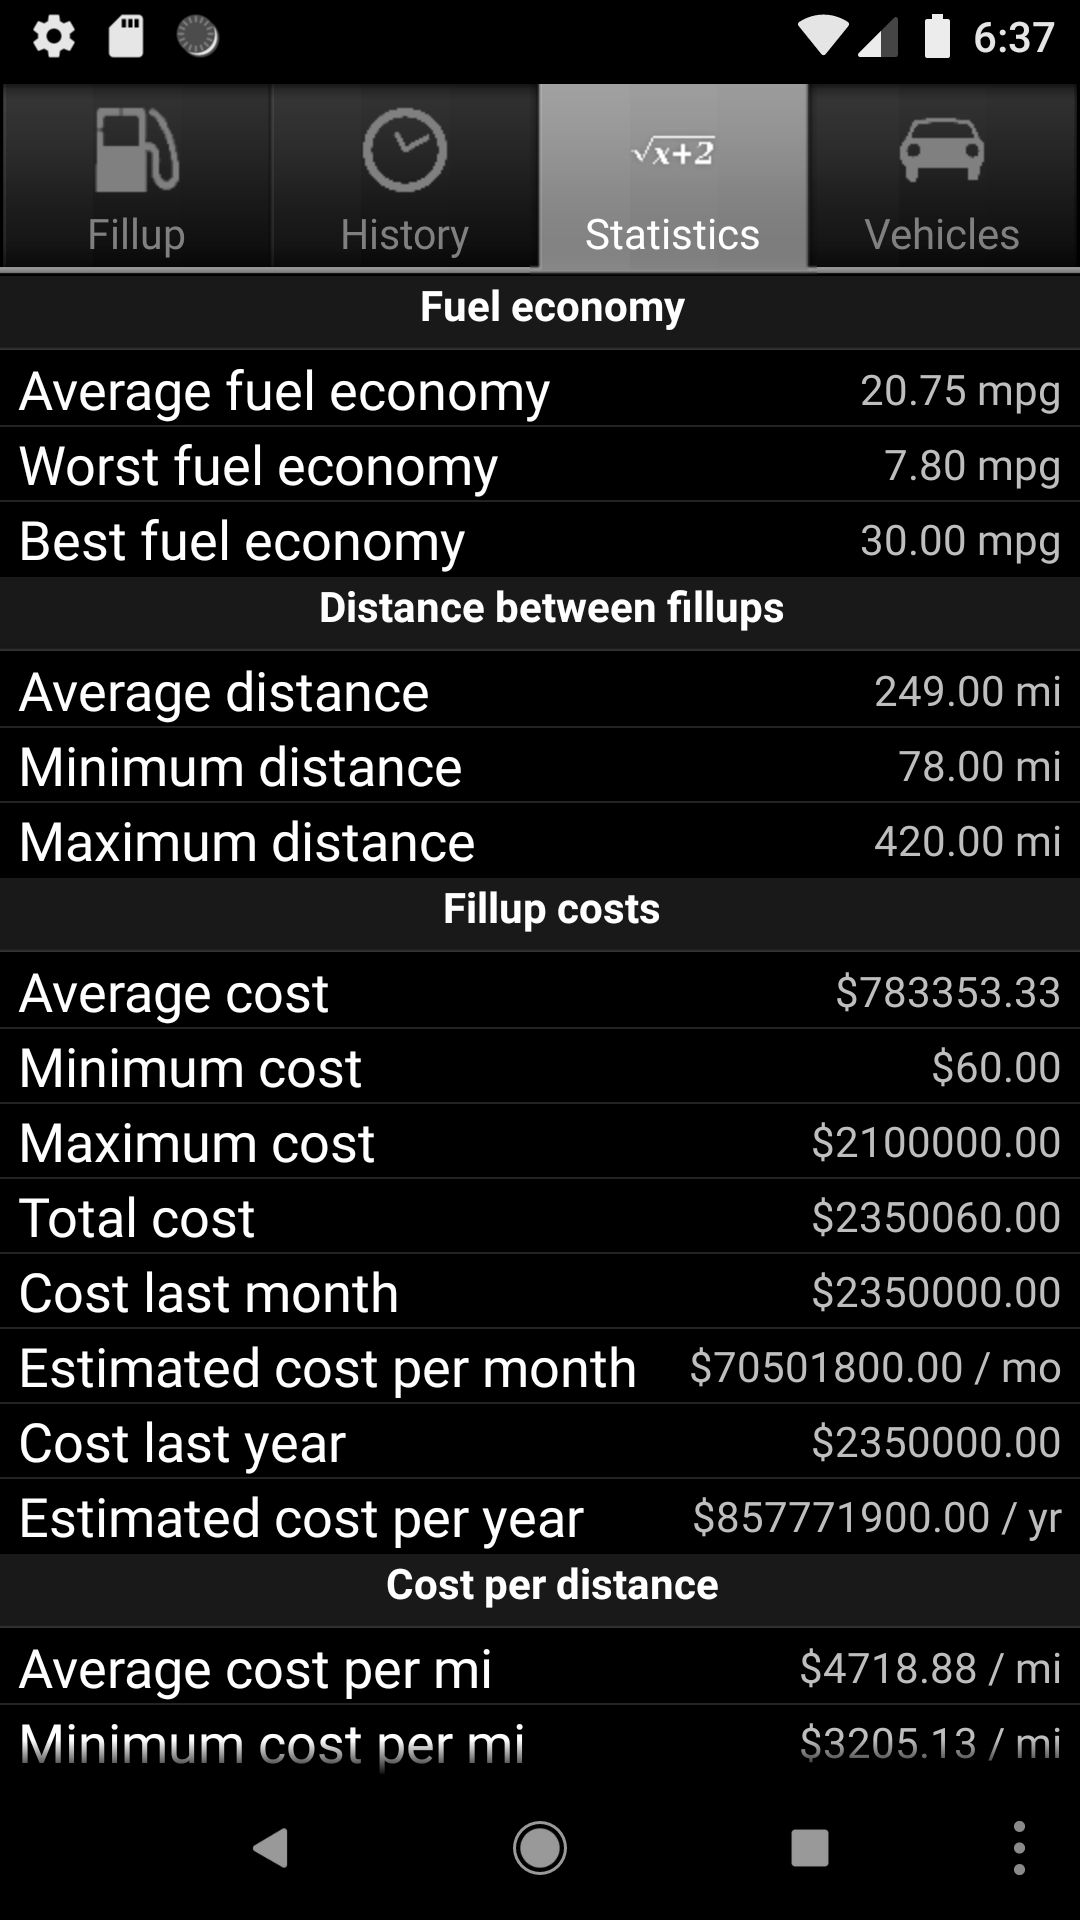 6:37
Fillup
History
√x+2
Statistics
Vehicles
Fuel economy
Average fuel economy 20.75 mpg
Worst fuel economy 7.80 mpg
Best fuel economy 30.00 mpg
Distance between fillups
Average distance 249.00 mi
Minimum distance 78.00 mi
Maximum distance 420.00 mi
Fillup costs
Average cost $783353.33
Minimum cost $60.00
Maximum cost $2100000.00
Total cost $2350060.00
Cost last month $2350000.00
Estimated cost per month $70501800.00 / mo
Cost last year $2350000.00
Estimated cost per year $857771900.00 / yr
Cost per distance
Average cost per mi $4718.88 / mi
Minimum cost per mi $3205.13 / mi